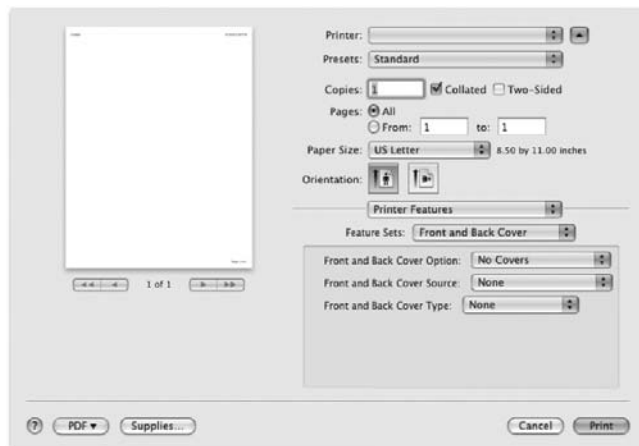 Printer:
Presets: Standard
Copies: 1 Collated Two-Sided
Pages: All
From: 1 to: 1
Paper Size: US Letter 8.50 by 11.00 inches
Orientation:
Printer Features
Feature Sets: Front and Back Cover
Front and Back Cover Option: No Covers
Front and Back Cover Source: None
Front and Back Cover Type: None
1 of 1
? PDF ▾ Supplies... Cancel Print